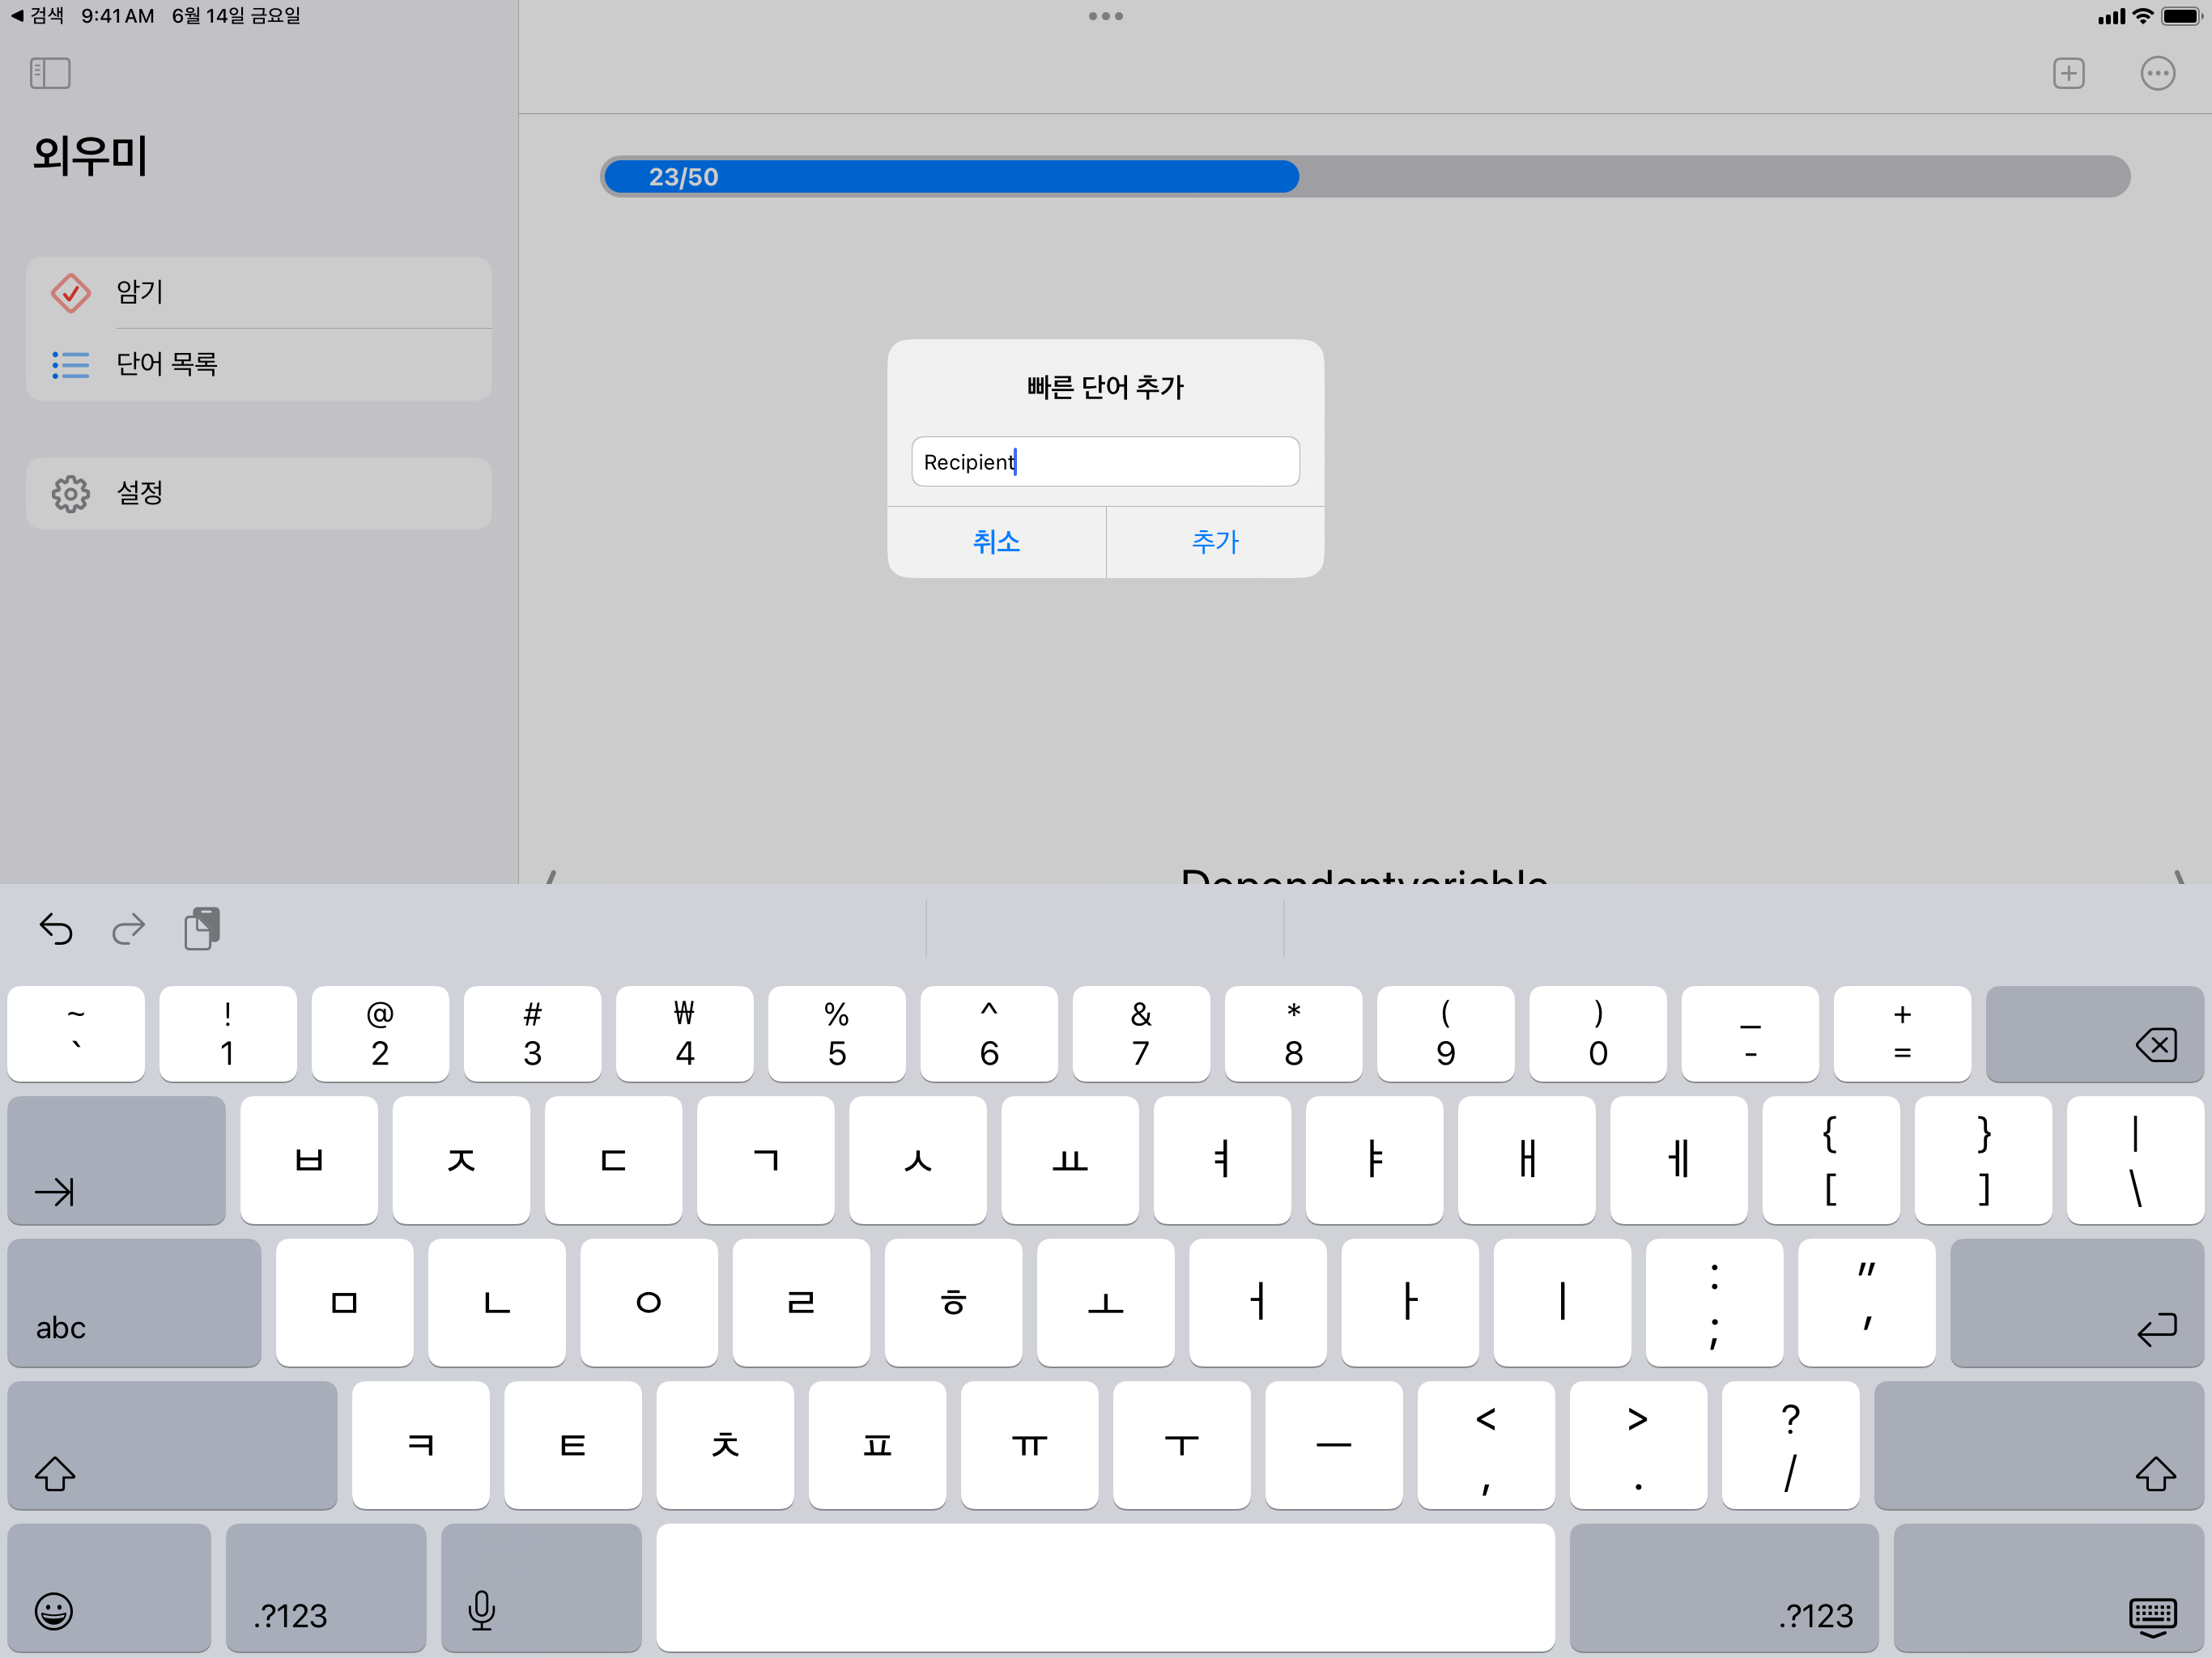 ◀ 검색 9:41 AM 6월 14일 금요일
외우미
암기
단어 목록
설정
23/50
빠른 단어 추가
Recipient
취소 추가
Dependentvariable
~ ! @ # ₩ % ^ & * ( ) _ +
` 1 2 3 4 5 6 7 8 9 0 - =
ㅂ ㅈ ㄷ ㄱ ㅅ ㅛ ㅕ ㅑ ㅐ ㅔ { } |
[ ] \
abc ㅁ ㄴ ㅇ ㄹ ㅎ ㅗ ㅓ ㅏ ㅣ : "
; '
ㅋ ㅌ ㅊ ㅍ ㅠ ㅜ ㅡ < > ?
, . /
.?123 .?123